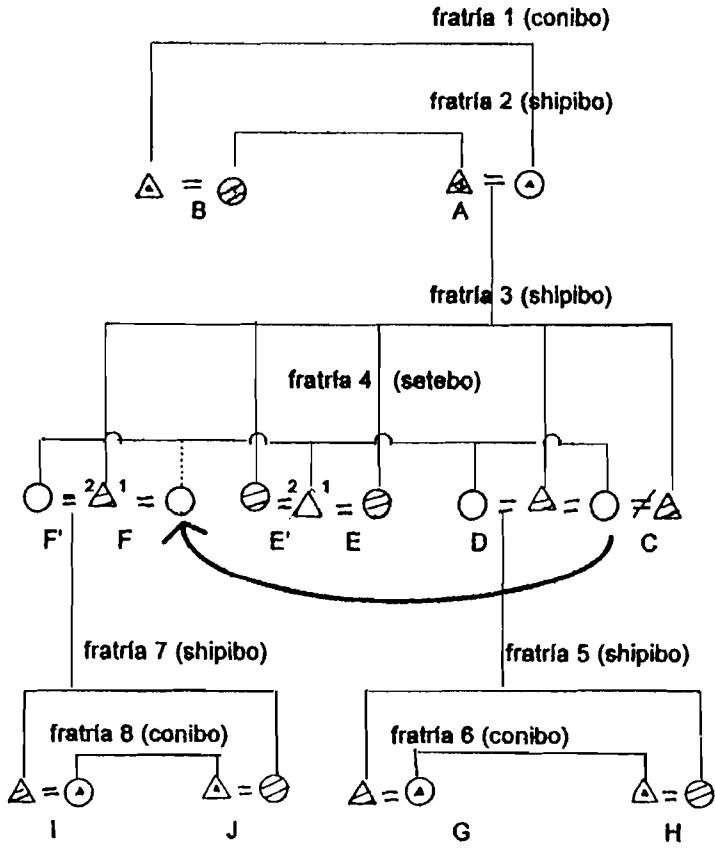 fratría 1 (conibo)
fratría 2 (shipibo)
B
A
fratría 3 (shipibo)
fratría 4 (setebo)
= 2 1 = = 2 1 = = = ≠
F' F E' E D C
fratría 7 (shipibo)
fratría 5 (shipibo)
fratría 8 (conibo)
fratría 6 (conibo)
I J G H